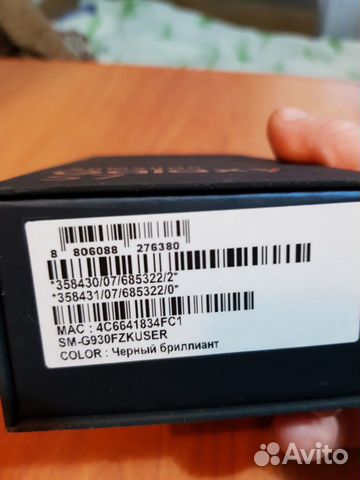 8 806088 276380
"358430/07/685322/2"
"358431/07/685322/0"
MAC : 4C6641834FC1
SM-G930FZKUSER
COLOR : Черный бриллиант
Avito